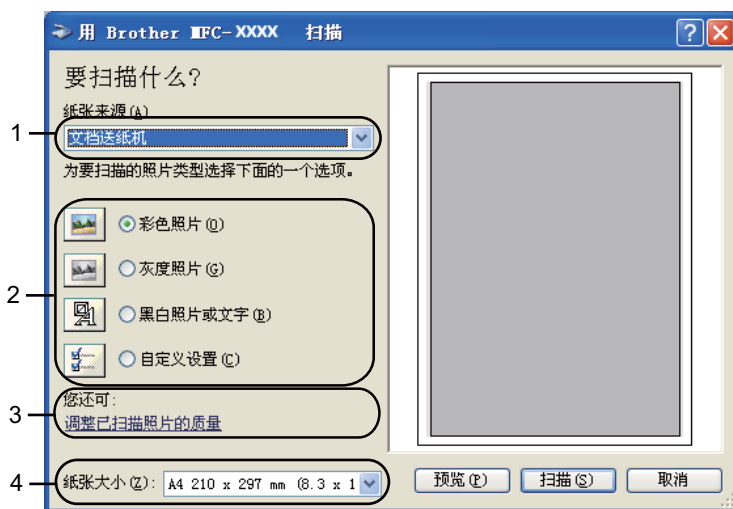 用 Brother MFC-XXXX 扫描
要扫描什么?
纸张来源(A)
1
文档送纸机
为要扫描的照片类型选择下面的一个选项。
2
彩色照片(O)
灰度照片(G)
黑白照片或文字(B)
自定义设置(C)
3
您还可:
调整已扫描照片的质量
4
纸张大小(Z): A4 210 x 297 mm (8.3 x 1
预览(P) 扫描(S) 取消